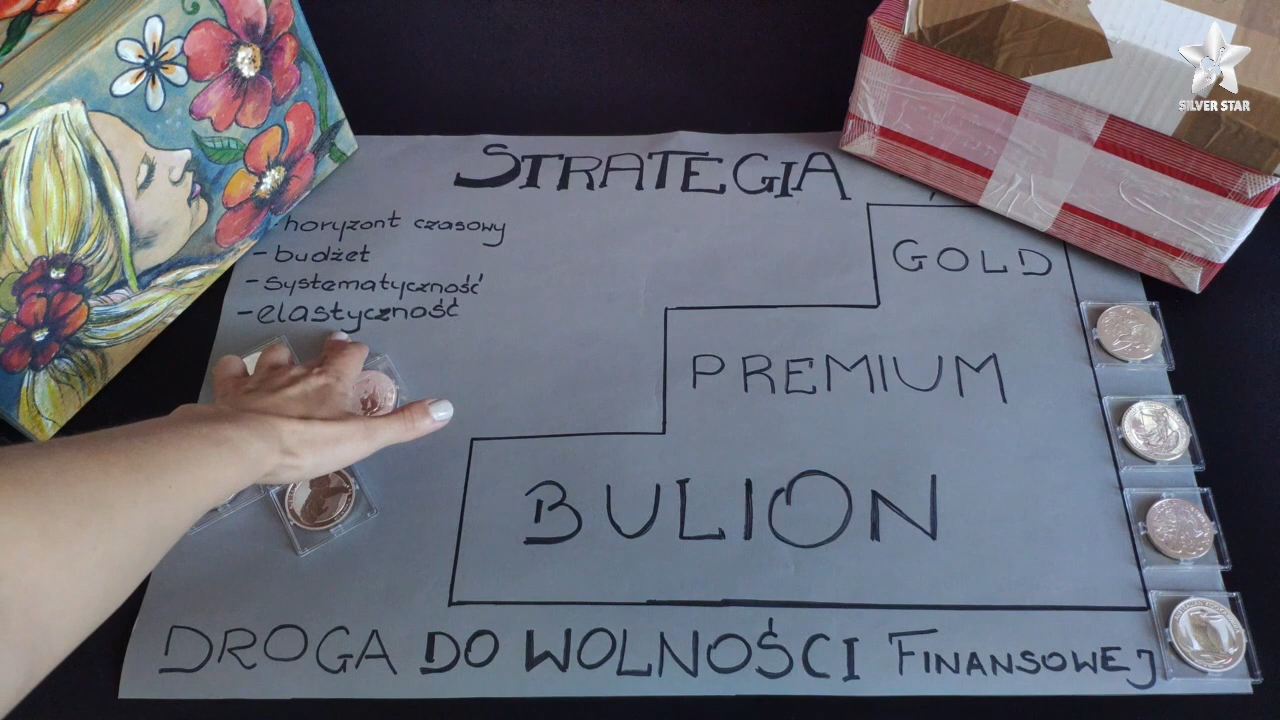 SILVER STAR
STRATEGIA
- horyzont czasowy
- budżet
- systematyczność
- elastyczność
GOLD
PREMIUM
BULION
DROGA DO WOLNOŚCI FINANSOWEJ